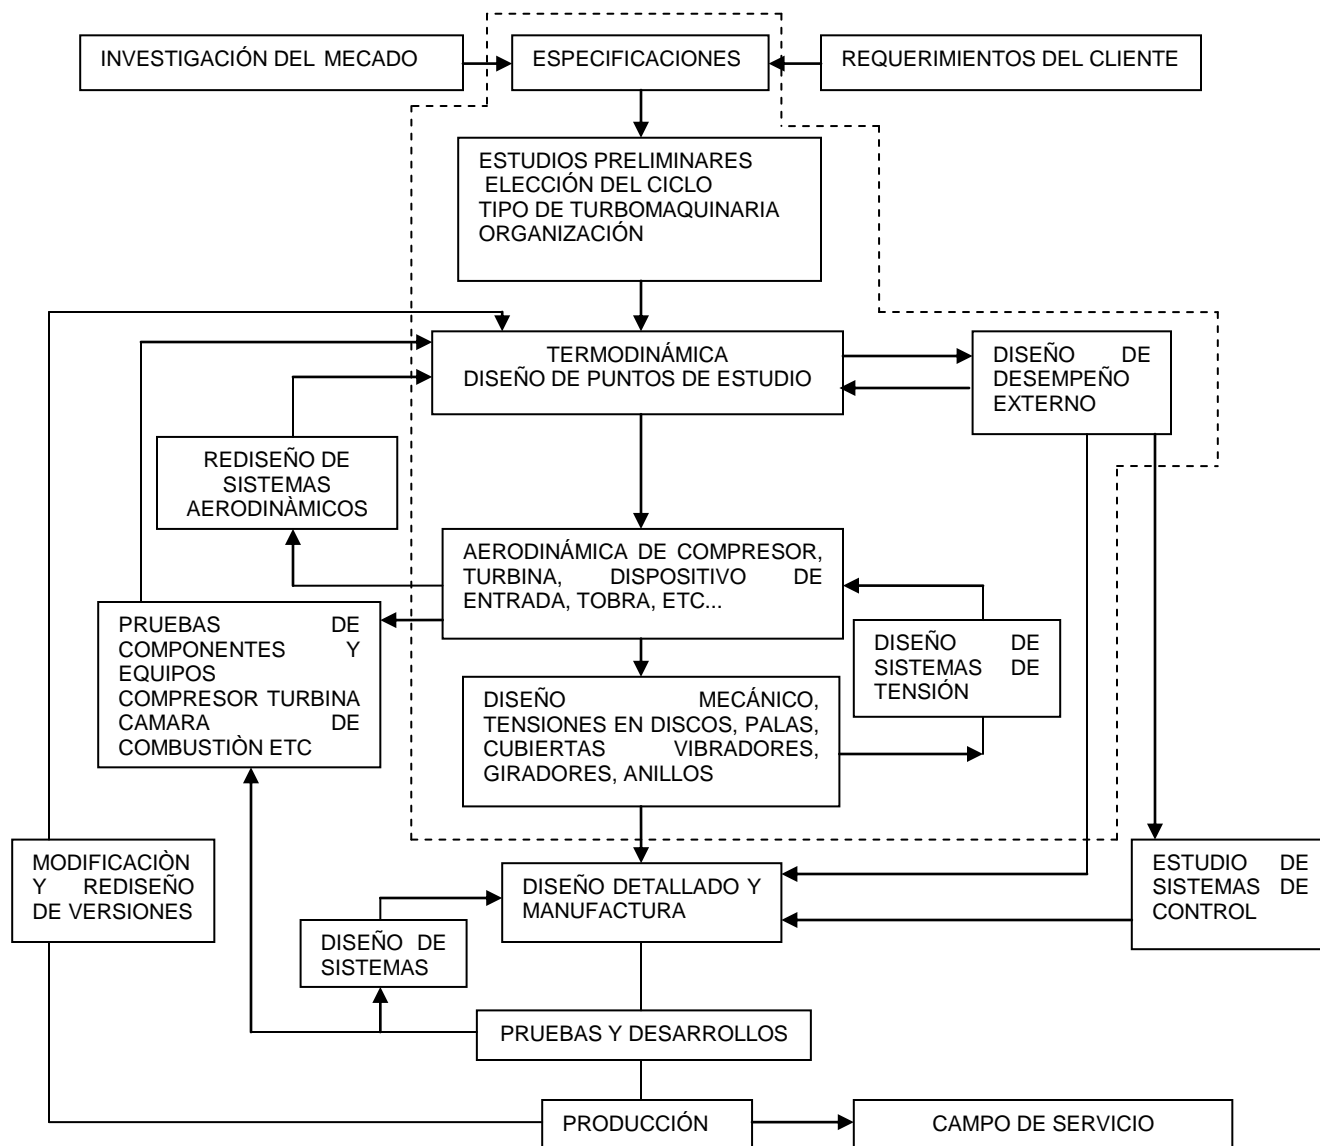 INVESTIGACIÓN DEL MECADO
ESPECIFICACIONES
REQUERIMIENTOS DEL CLIENTE
ESTUDIOS PRELIMINARES
ELECCIÓN DEL CICLO
TIPO DE TURBOMAQUINARIA
ORGANIZACIÓN
TERMODINÁMICA
DISEÑO DE PUNTOS DE ESTUDIO
DISEÑO DE
DESEMPEÑO
EXTERNO
REDISEÑO DE
SISTEMAS
AERODINÀMICOS
AERODINÁMICA DE COMPRESOR,
TURBINA, DISPOSITIVO DE
ENTRADA, TOBRA, ETC...
PRUEBAS DE
COMPONENTES Y
EQUIPOS
COMPRESOR TURBINA
CAMARA DE
COMBUSTIÒN ETC
DISEÑO DE
SISTEMAS DE
TENSIÓN
DISEÑO MECÁNICO,
TENSIONES EN DISCOS, PALAS,
CUBIERTAS VIBRADORES,
GIRADORES, ANILLOS
MODIFICACIÒN
Y REDISEÑO
DE VERSIONES
DISEÑO DETALLADO Y
MANUFACTURA
ESTUDIO DE
SISTEMAS DE
CONTROL
DISEÑO DE
SISTEMAS
PRUEBAS Y DESARROLLOS
PRODUCCIÓN
CAMPO DE SERVICIO